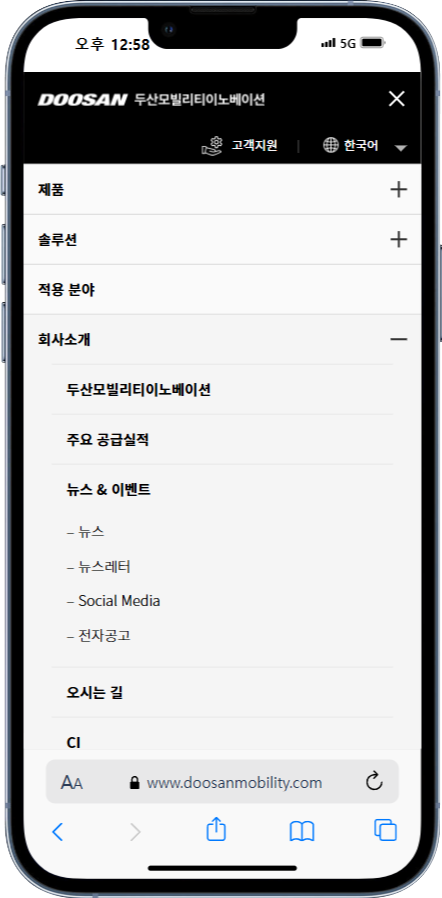 오후 12:58
5G
DOOSAN 두산모빌리티이노베이션
고객지원 | 한국어
제품
솔루션
적용 분야
회사소개
두산모빌리티이노베이션
주요 공급실적
뉴스 & 이벤트
– 뉴스
– 뉴스레터
– Social Media
– 전자공고
오시는 길
CI
AA www.doosanmobility.com